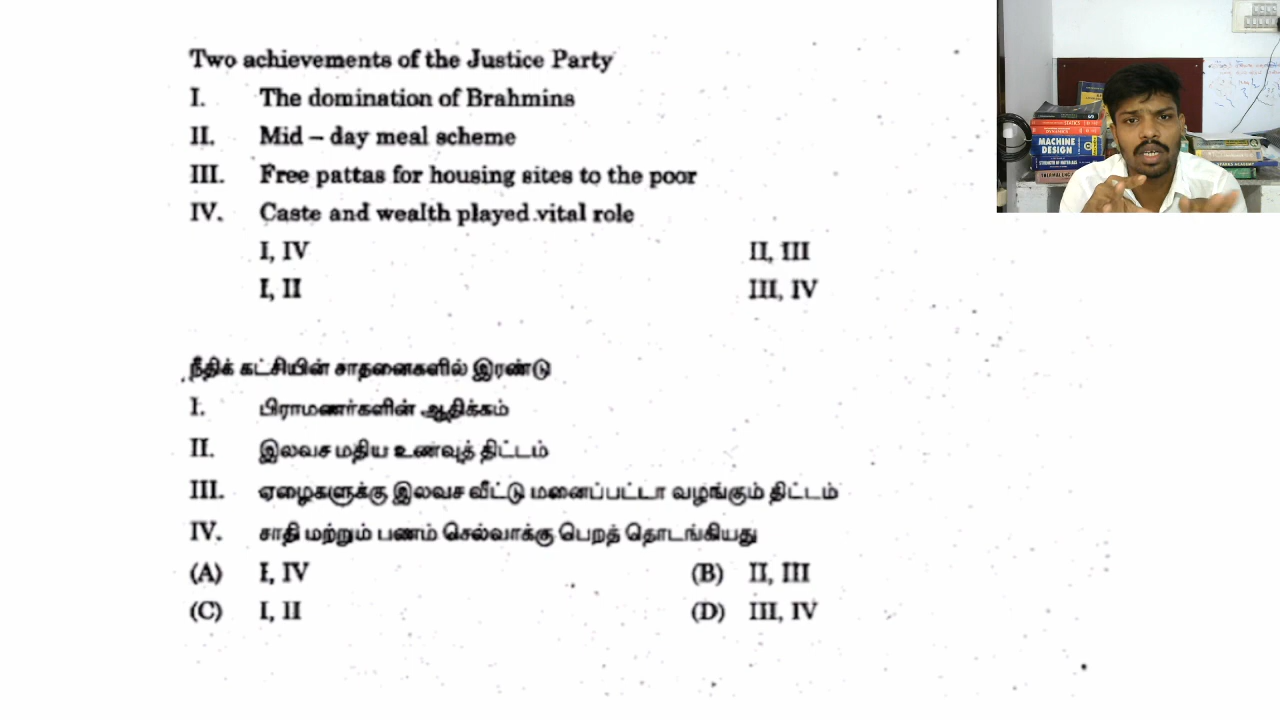 Two achievements of the Justice Party
I. The domination of Brahmins
II. Mid – day meal scheme
III. Free pattas for housing sites to the poor
IV. Caste and wealth played vital role
I, IV II, III
I, II III, IV
நீதிக் கட்சியின் சாதனைகளில் இரண்டு
I. பிராமணர்களின் ஆதிக்கம்
II. இலவச மதிய உணவுத் திட்டம்
III. ஏழைகளுக்கு இலவச வீட்டு மனைப்பட்டா வழங்கும் திட்டம்
IV. சாதி மற்றும் பணம் செல்வாக்கு பெறத் தொடங்கியது
(A) I, IV (B) II, III
(C) I, II (D) III, IV
MACHINE
DESIGN